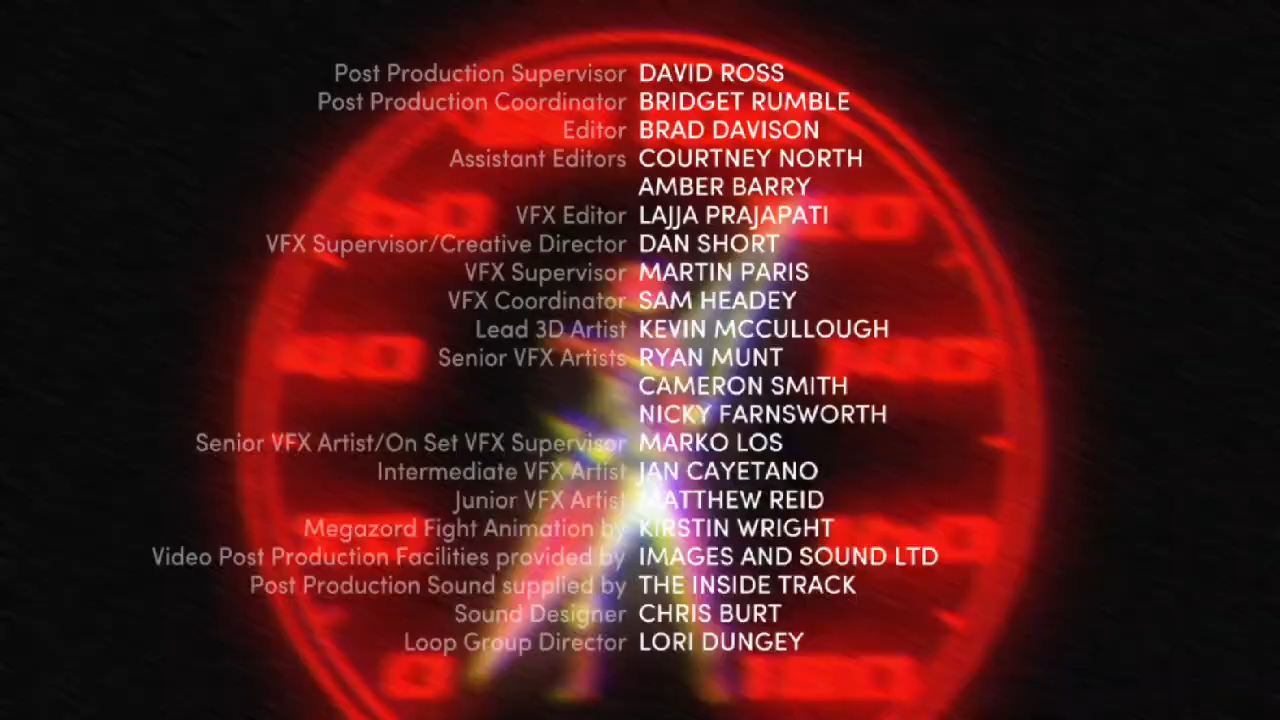 Post Production Supervisor DAVID ROSS
Post Production Coordinator BRIDGET RUMBLE
Editor BRAD DAVISON
Assistant Editors COURTNEY NORTH
AMBER BARRY
VFX Editor LAJJA PRAJAPATI
VFX Supervisor/Creative Director DAN SHORT
VFX Supervisor MARTIN PARIS
VFX Coordinator SAM HEADEY
Lead 3D Artist KEVIN MCCULLOUGH
Senior VFX Artists RYAN MUNT
CAMERON SMITH
NICKY FARNSWORTH
Senior VFX Artist/On Set VFX Supervisor MARKO LOS
Intermediate VFX Artist JAN CAYETANO
Junior VFX Artist MATTHEW REID
Megazord Fight Animation by KIRSTIN WRIGHT
Video Post Production Facilities provided by IMAGES AND SOUND LTD
Post Production Sound supplied by THE INSIDE TRACK
Sound Designer CHRIS BURT
Loop Group Director LORI DUNGEY